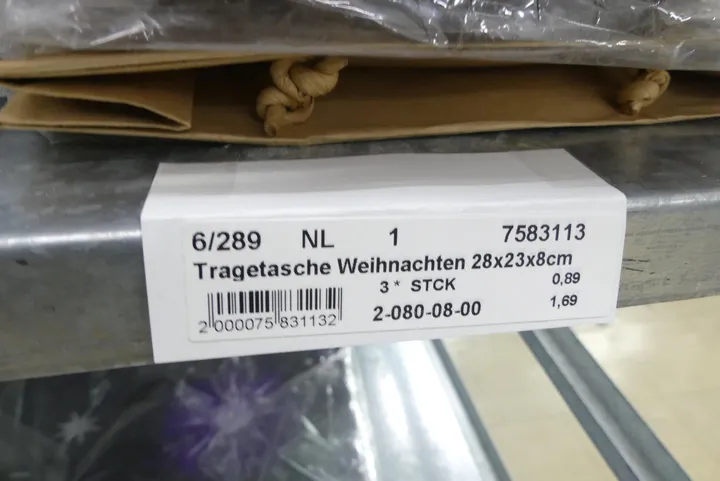 6/289 NL 1 7583113
Tragetasche Weihnachten 28x23x8cm
3 * STCK 0,89
2 000075 831132 2-080-08-00 1,69